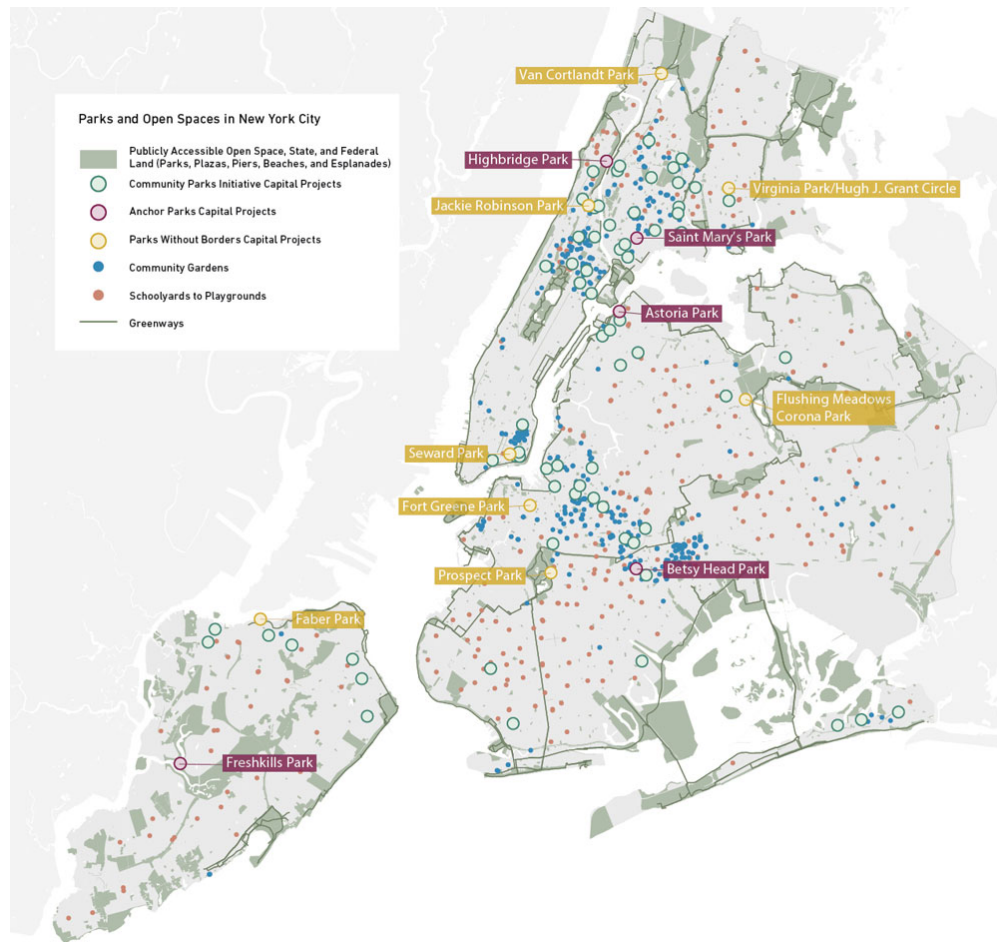 Parks and Open Spaces in New York City
Publicly Accessible Open Space, State, and Federal
Land (Parks, Plazas, Piers, Beaches, and Esplanades)
Community Parks Initiative Capital Projects
Anchor Parks Capital Projects
Parks Without Borders Capital Projects
Community Gardens
Schoolyards to Playgrounds
Greenways
Van Cortlandt Park
Highbridge Park
Virginia Park/Hugh J. Grant Circle
Jackie Robinson Park
Saint Mary's Park
Astoria Park
Flushing Meadows
Corona Park
Seward Park
Fort Greene Park
Prospect Park
Betsy Head Park
Faber Park
Freshkills Park